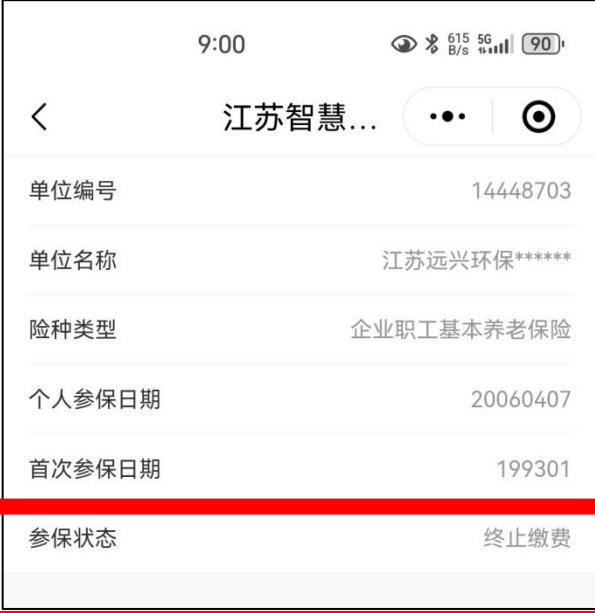 9:00 615 B/s 5G 90
江苏智慧...
单位编号 14448703
单位名称 江苏远兴环保******
险种类型 企业职工基本养老保险
个人参保日期 20060407
首次参保日期 199301
参保状态 终止缴费